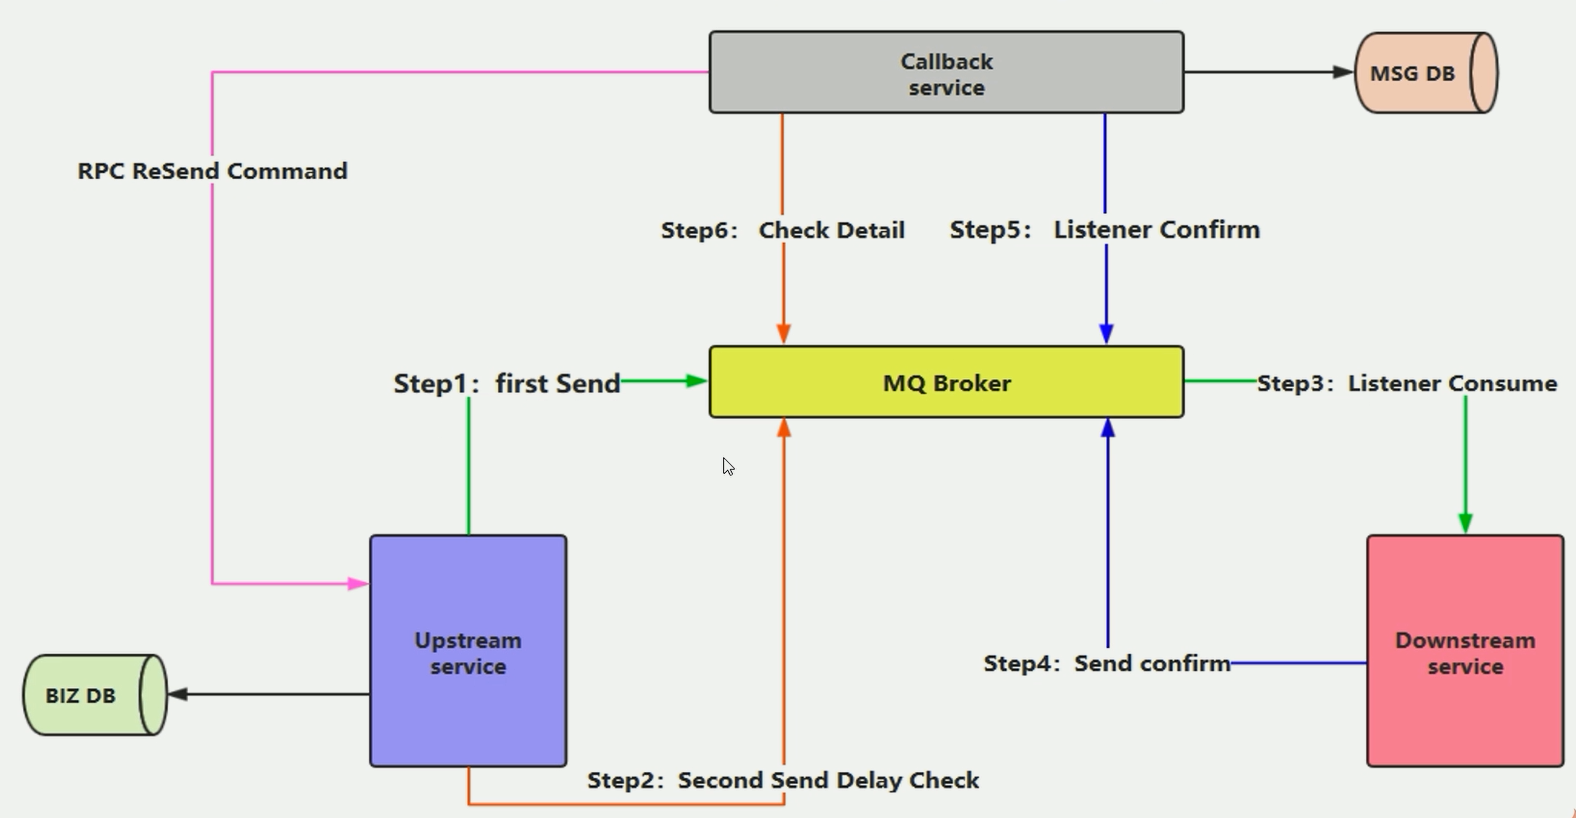 Callback
service
MSG DB
RPC ReSend Command
Step6： Check Detail
Step5： Listener Confirm
Step1：first Send
MQ Broker
Step3：Listener Consume
Upstream
service
Downstream
service
Step4：Send confirm
BIZ DB
Step2：Second Send Delay Check